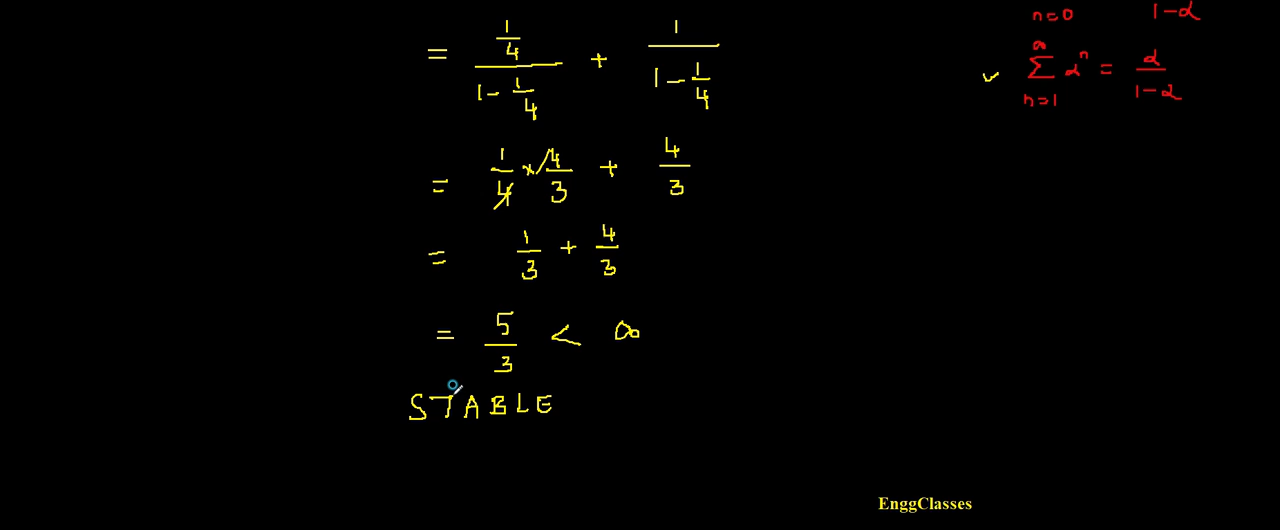 n=0 1-α
= (1/4)/(1-1/4) + 1/(1-1/4)
∑_{n=1}^{∞} α^n = α/(1-α)
= 1/4 × 4/3 + 4/3
= 1/3 + 4/3
= 5/3 < ∞
STABLE
EnggClasses